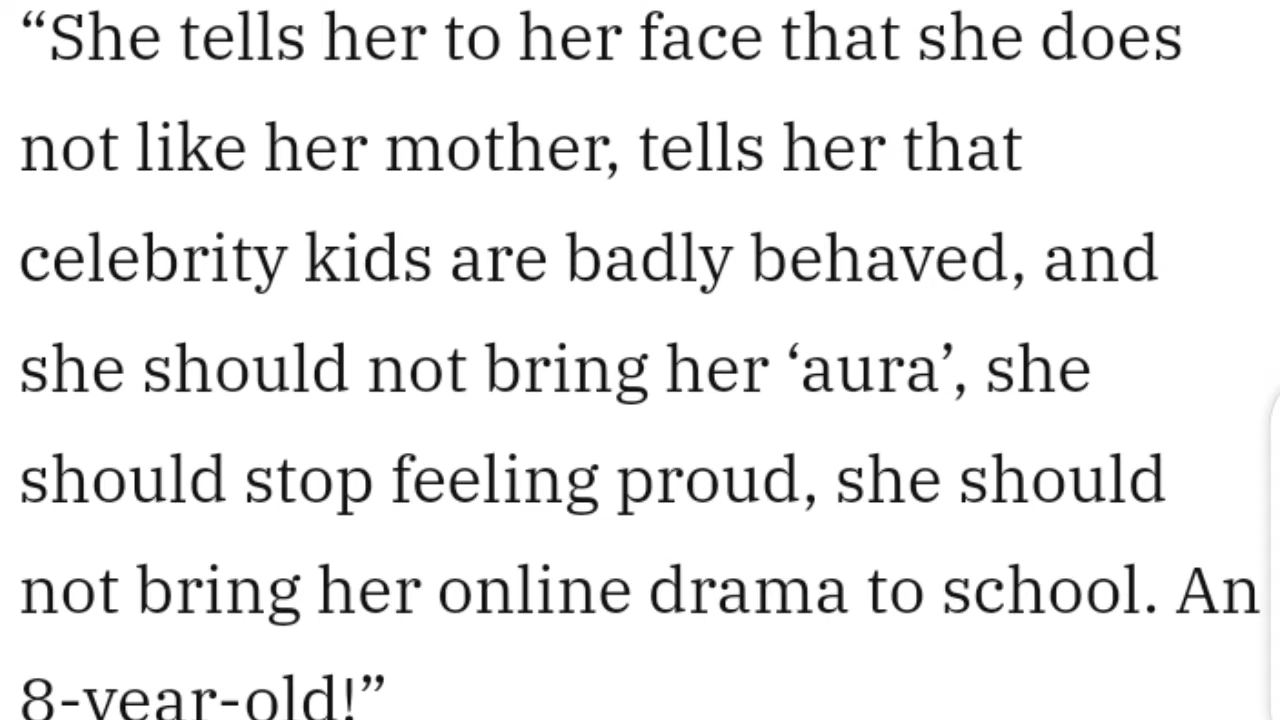 “She tells her to her face that she does
not like her mother, tells her that
celebrity kids are badly behaved, and
she should not bring her ‘aura’, she
should stop feeling proud, she should
not bring her online drama to school. An
8-year-old!”